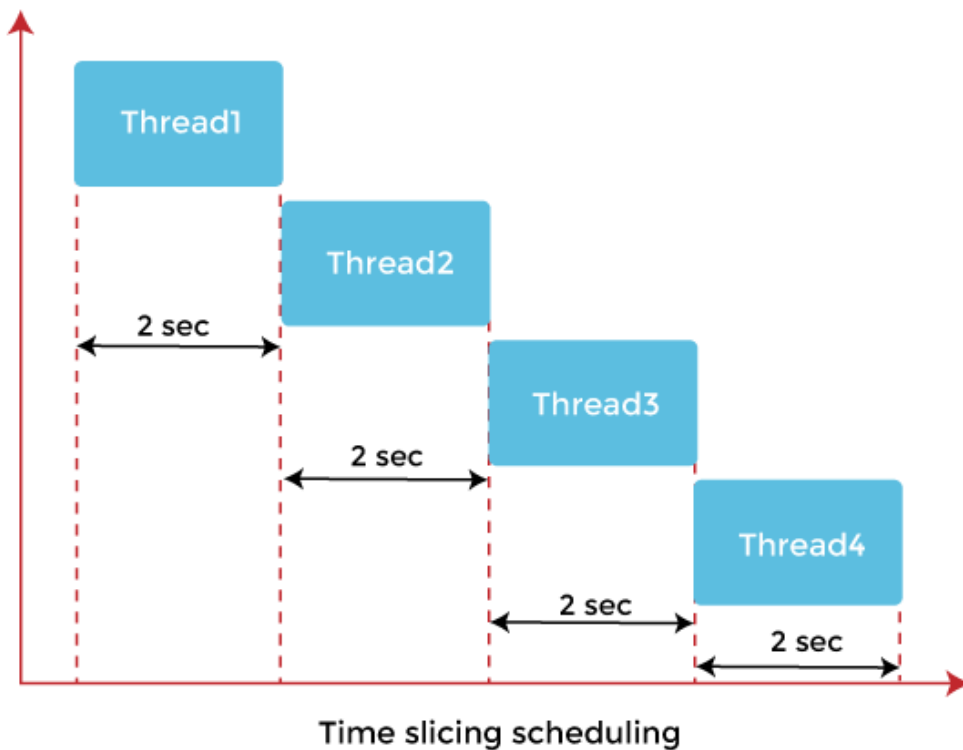 Thread1
Thread2
2 sec
Thread3
2 sec
Thread4
2 sec
2 sec
Time slicing scheduling